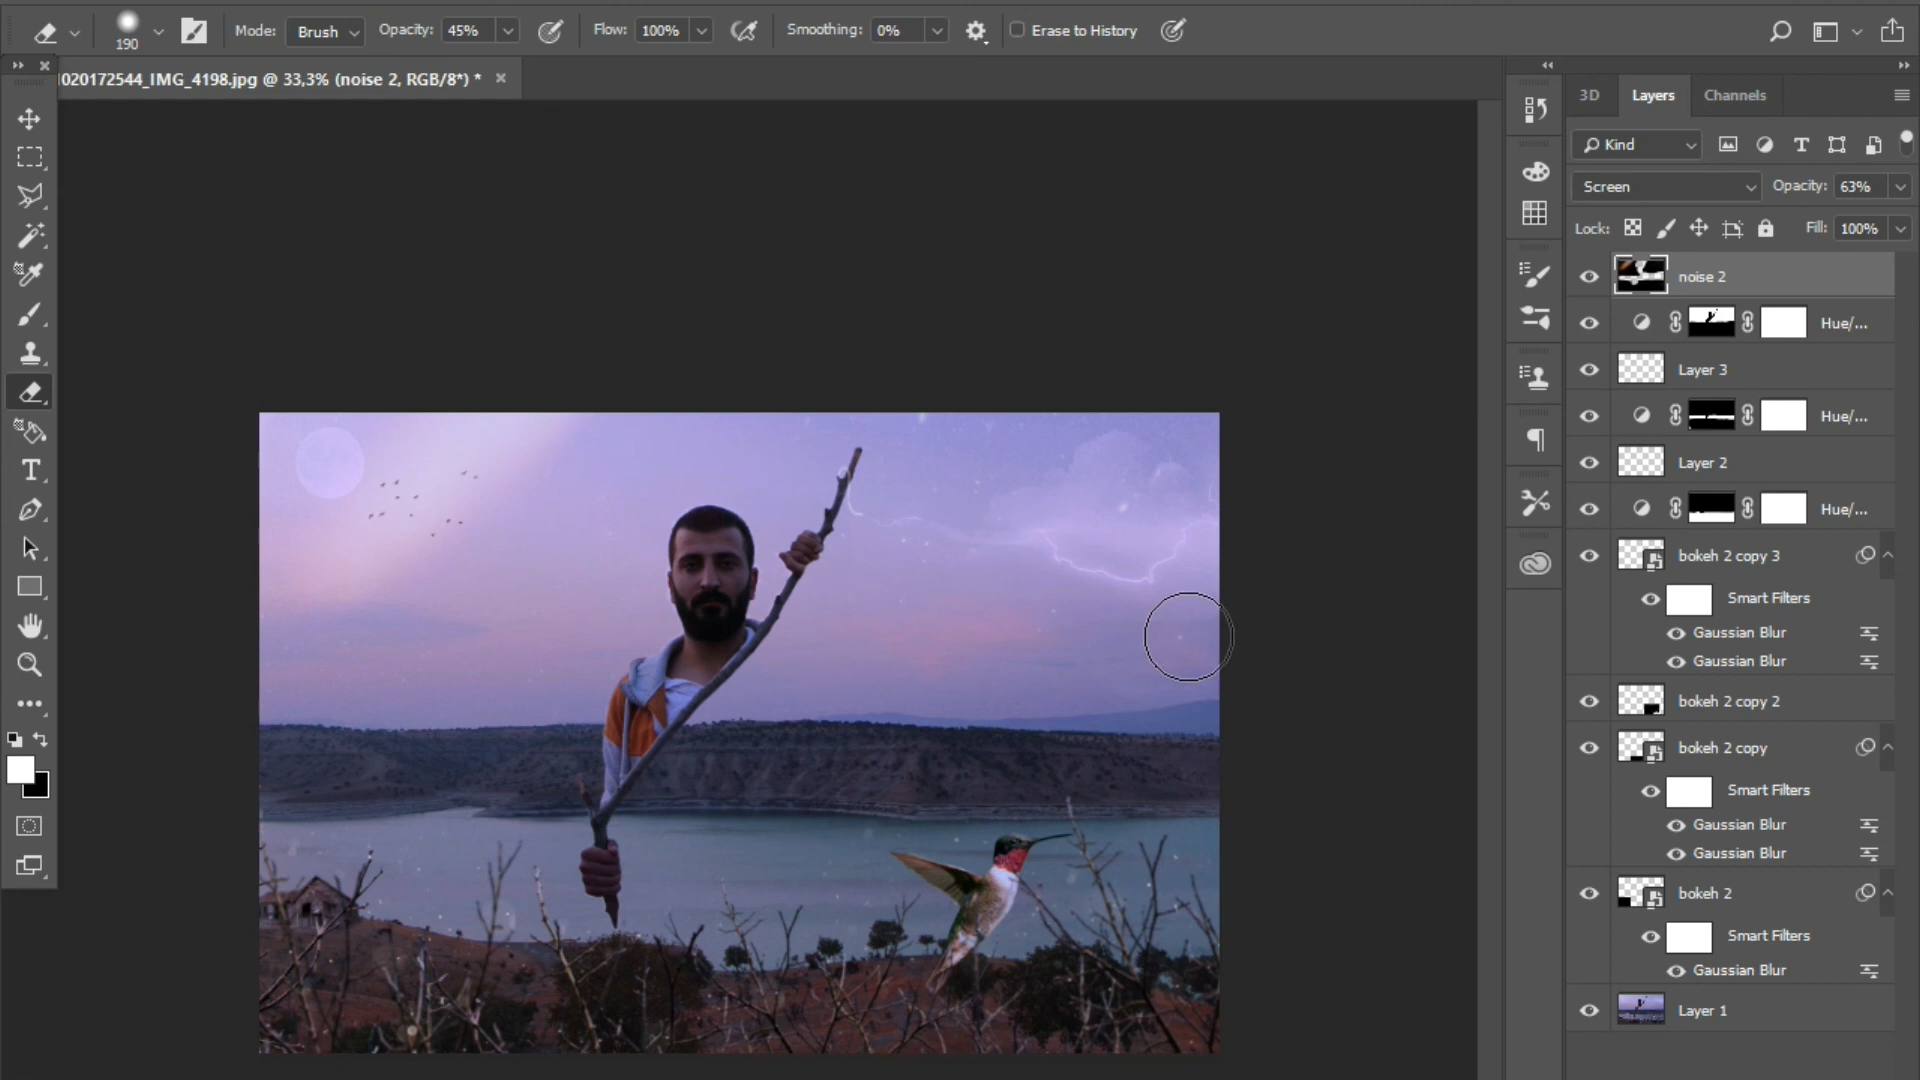 190
Mode: Brush
Opacity: 45%
Flow: 100%
Smoothing: 0%
Erase to History
1020172544_IMG_4198.jpg @ 33,3% (noise 2, RGB/8*) *
3D Layers Channels
Kind
Screen Opacity: 63%
Lock: Fill: 100%
noise 2
Hue/...
Layer 3
Hue/...
Layer 2
Hue/...
bokeh 2 copy 3
Smart Filters
Gaussian Blur
Gaussian Blur
bokeh 2 copy 2
bokeh 2 copy
Smart Filters
Gaussian Blur
Gaussian Blur
bokeh 2
Smart Filters
Gaussian Blur
Layer 1